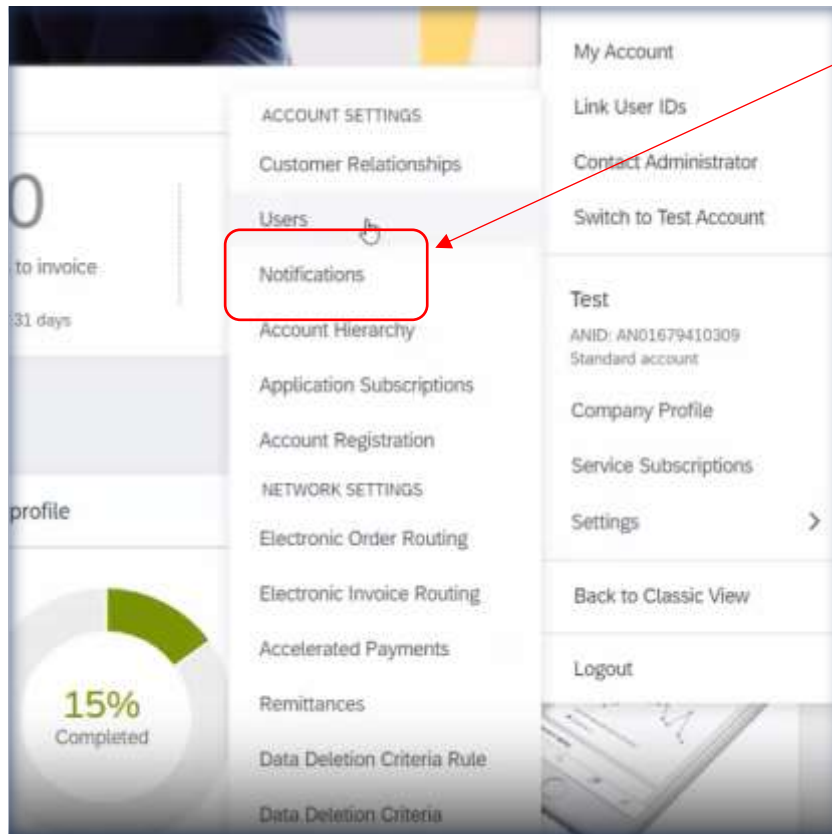 My Account
Link User IDs
Contact Administrator
Switch to Test Account
Test
ANID: AN01679410309
Standard account
Company Profile
Service Subscriptions
Settings
Back to Classic View
Logout
ACCOUNT SETTINGS
Customer Relationships
Users
Notifications
Account Hierarchy
Application Subscriptions
Account Registration
NETWORK SETTINGS
Electronic Order Routing
Electronic Invoice Routing
Accelerated Payments
Remittances
Data Deletion Criteria Rule
Data Deletion Criteria
0
to invoice
31 days
profile
15%
Completed